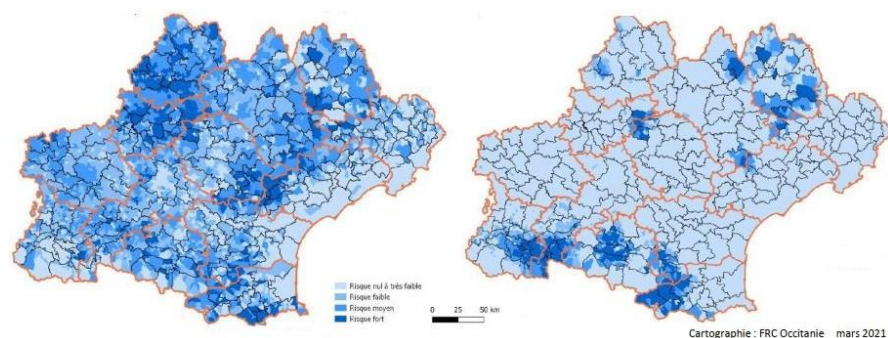 Risque nul à très faible
Risque faible
Risque moyen
Risque fort
0 25 50 km
Cartographie : FRC Occitanie mars 2021